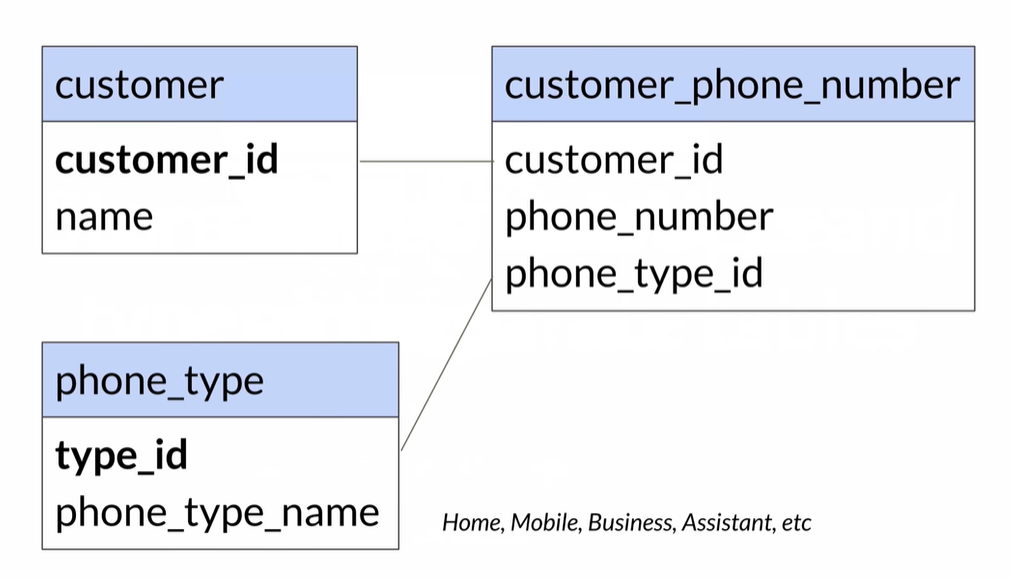 customer
customer_id
name
customer_phone_number
customer_id
phone_number
phone_type_id
phone_type
type_id
phone_type_name
Home, Mobile, Business, Assistant, etc